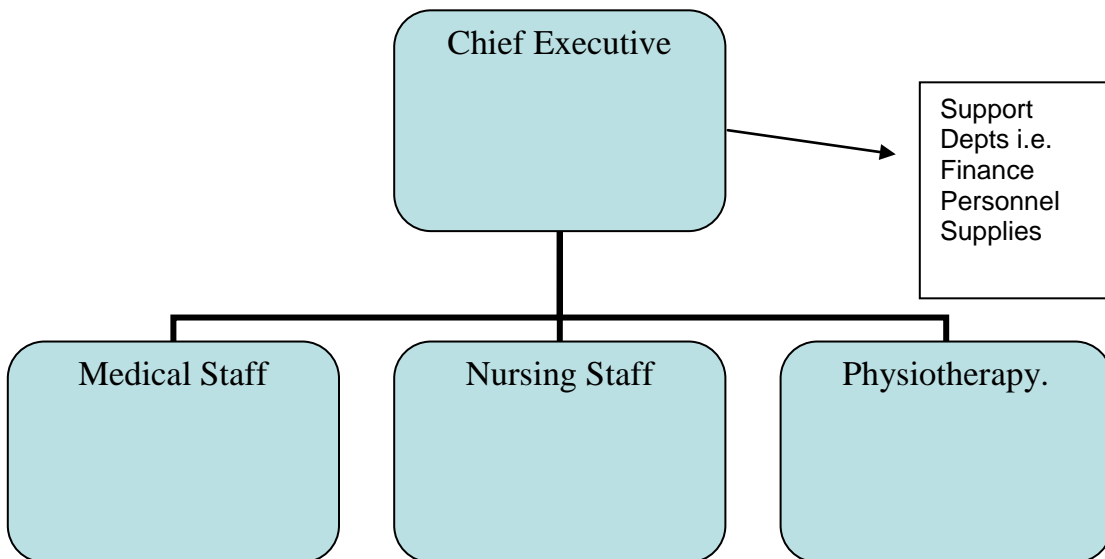 Chief Executive
Support
Depts i.e.
Finance
Personnel
Supplies
Medical Staff
Nursing Staff
Physiotherapy.